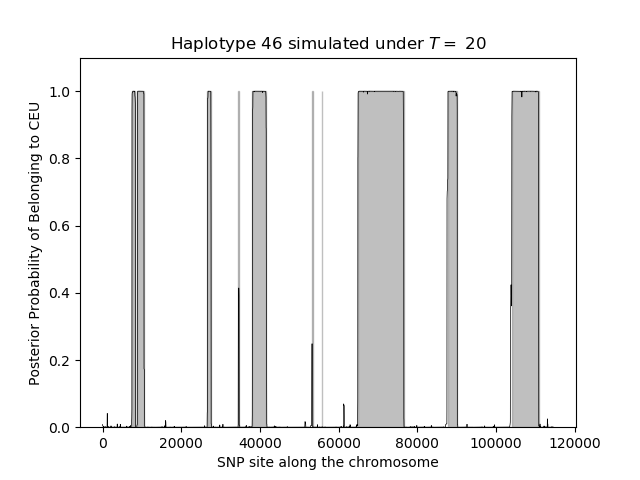 Haplotype 46 simulated under T = 20
Posterior Probability of Belonging to CEU
1.0
0.8
0.6
0.4
0.2
0.0
0 20000 40000 60000 80000 100000 120000
SNP site along the chromosome